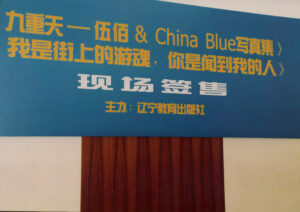 九重天 — 伍佰 & China Blue写真集〉
我是街上的游魂，你是闻到我的人〉
现场签售
主办：辽宁教育出版社